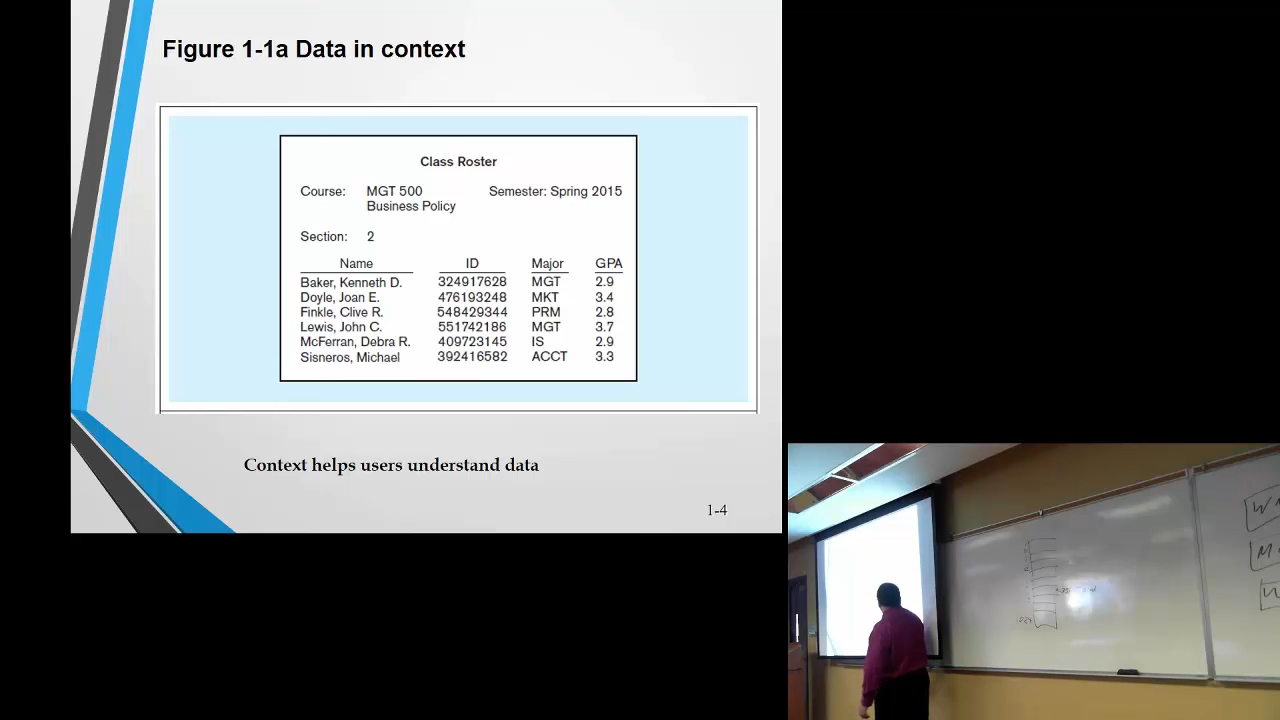 Figure 1-1a Data in context
Class Roster
Course: MGT 500 Semester: Spring 2015
Business Policy
Section: 2
Name ID Major GPA
Baker, Kenneth D. 324917628 MGT 2.9
Doyle, Joan E. 476193248 MKT 3.4
Finkle, Clive R. 548429344 PRM 2.8
Lewis, John C. 551742186 MGT 3.7
McFerran, Debra R. 409723145 IS 2.9
Sisneros, Michael 392416582 ACCT 3.3
Context helps users understand data
1-4